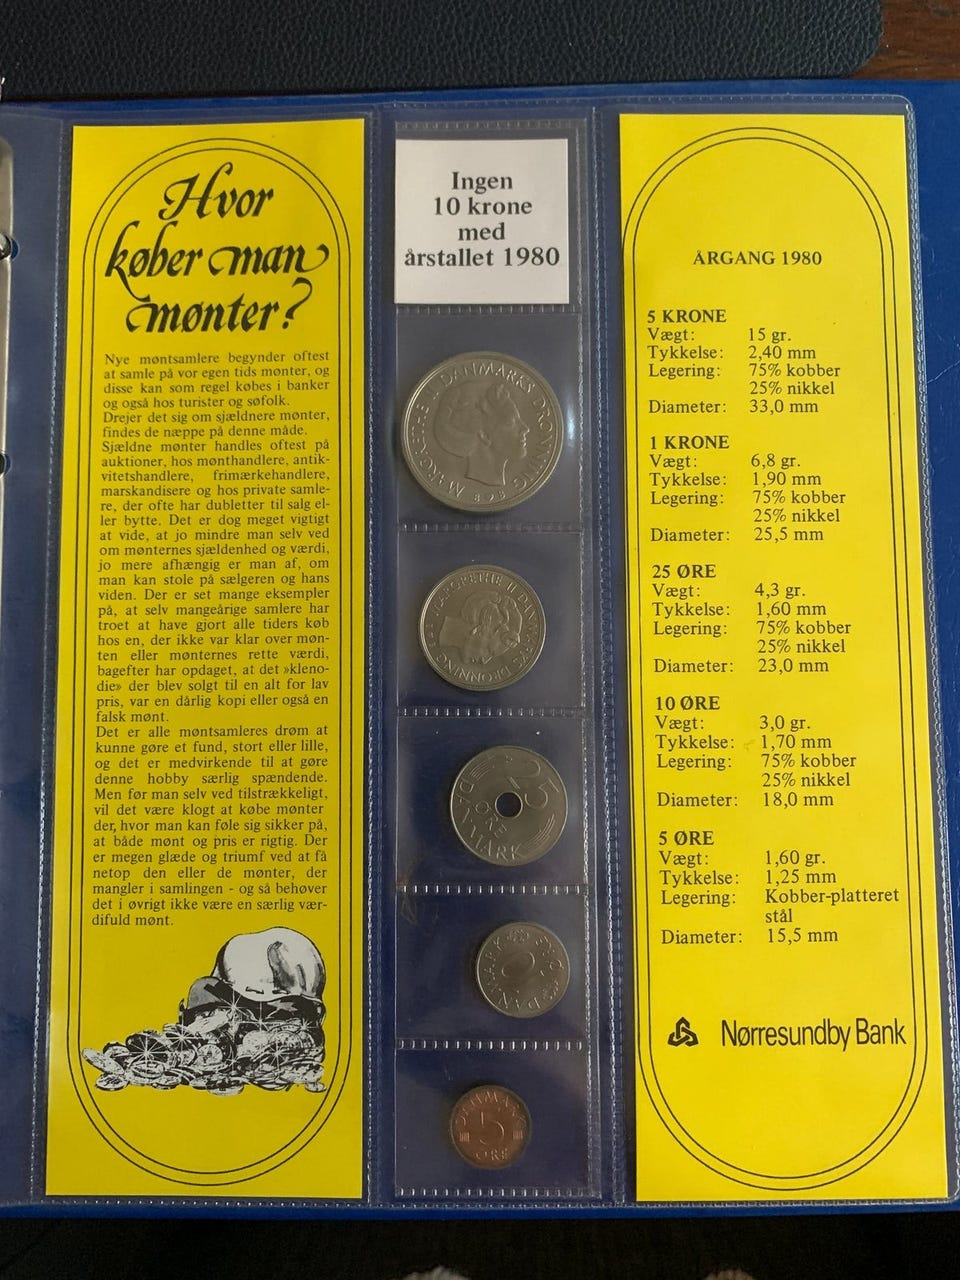 Hvor
køber man
mønter?
Nye møntsamlere begynder oftest
at samle på vor egen tids mønter, og
disse kan som regel købes i banker
og også hos turister og søfolk.
Drejer det sig om sjældnere mønter,
findes de næppe på denne måde.
Sjældne mønter handles oftest på
auktioner, hos mønthandlere, antik-
vitetshandlere, frimærkehandlere,
marskandisere og hos private samle-
re, der ofte har dubletter til salg el-
ler bytte. Det er dog meget vigtigt
at vide, at jo mindre man selv ved
om mønternes sjældenhed og værdi,
jo mere afhængig er man af, om
man kan stole på sælgeren og hans
viden. Der er set mange eksempler
på, at selv mangeårige samlere har
troet at have gjort alle tiders køb
hos en, der ikke var klar over møn-
ten eller mønternes rette værdi,
bagefter har opdaget, at det »kleno-
die» der blev solgt til en alt for lav
pris, var en dårlig kopi eller også en
falsk mønt.
Det er alle møntsamleres drøm at
kunne gøre et fund, stort eller lille,
og det er medvirkende til at gøre
denne hobby særlig spændende.
Men før man selv ved tilstrækkeligt,
vil det være klogt at købe mønter
der, hvor man kan føle sig sikker på,
at både mønt og pris er rigtig. Der
er megen glæde og triumf ved at få
netop den eller de mønter, der
mangler i samlingen - og så behøver
det i øvrigt ikke være en særlig vær-
difuld mønt.
Ingen
10 krone
med
årstallet 1980
MARGRETHE II DANMARKS DRONNING
MARGRETHE II DANMARKS DRONNING
25
ØRE
DANMARK
10
ØRE
DANMARK
DANMARK
5
ØRE
ÅRGANG 1980
5 KRONE
Vægt: 15 gr.
Tykkelse: 2,40 mm
Legering: 75% kobber
25% nikkel
Diameter: 33,0 mm
1 KRONE
Vægt: 6,8 gr.
Tykkelse: 1,90 mm
Legering: 75% kobber
25% nikkel
Diameter: 25,5 mm
25 ØRE
Vægt: 4,3 gr.
Tykkelse: 1,60 mm
Legering: 75% kobber
25% nikkel
Diameter: 23,0 mm
10 ØRE
Vægt: 3,0 gr.
Tykkelse: 1,70 mm
Legering: 75% kobber
25% nikkel
Diameter: 18,0 mm
5 ØRE
Vægt: 1,60 gr.
Tykkelse: 1,25 mm
Legering: Kobber-platteret
stål
Diameter: 15,5 mm
Nørresundby Bank